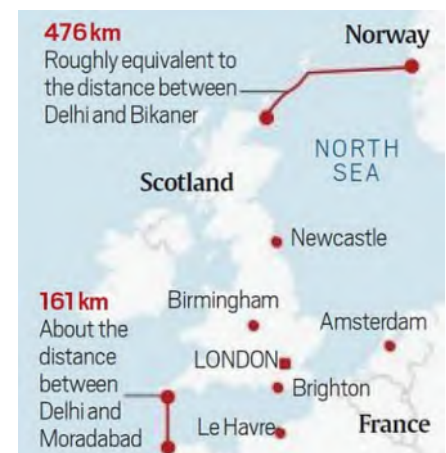 476 km
Roughly equivalent to
the distance between
Delhi and Bikaner
Norway
NORTH
SEA
Scotland
Newcastle
161 km
About the
distance
between
Delhi and
Moradabad
Birmingham
Amsterdam
LONDON
Brighton
Le Havre
France